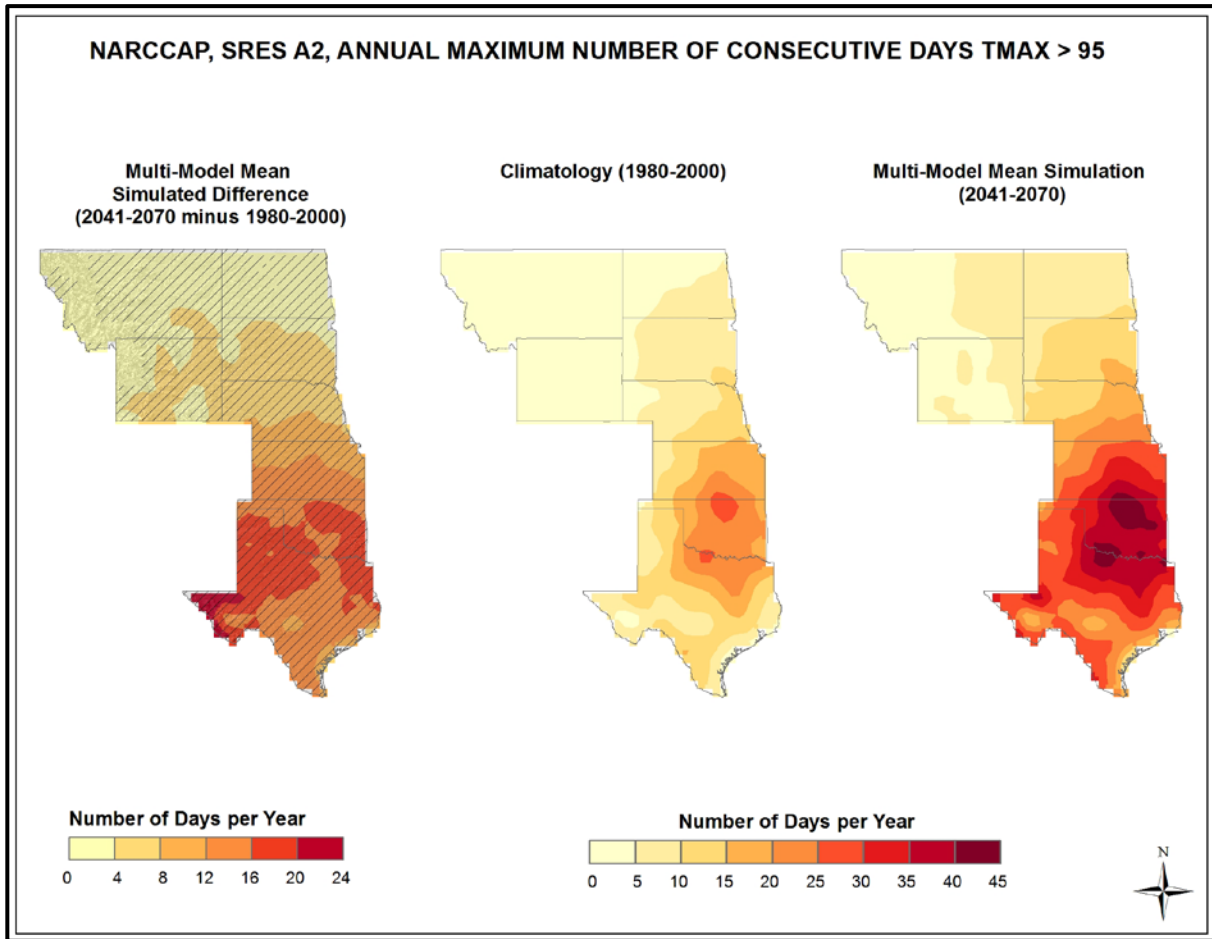 NARCCAP, SRES A2, ANNUAL MAXIMUM NUMBER OF CONSECUTIVE DAYS TMAX > 95
Multi-Model Mean
Simulated Difference
(2041-2070 minus 1980-2000)
Climatology (1980-2000)
Multi-Model Mean Simulation
(2041-2070)
Number of Days per Year
0 4 8 12 16 20 24
Number of Days per Year
0 5 10 15 20 25 30 35 40 45
N